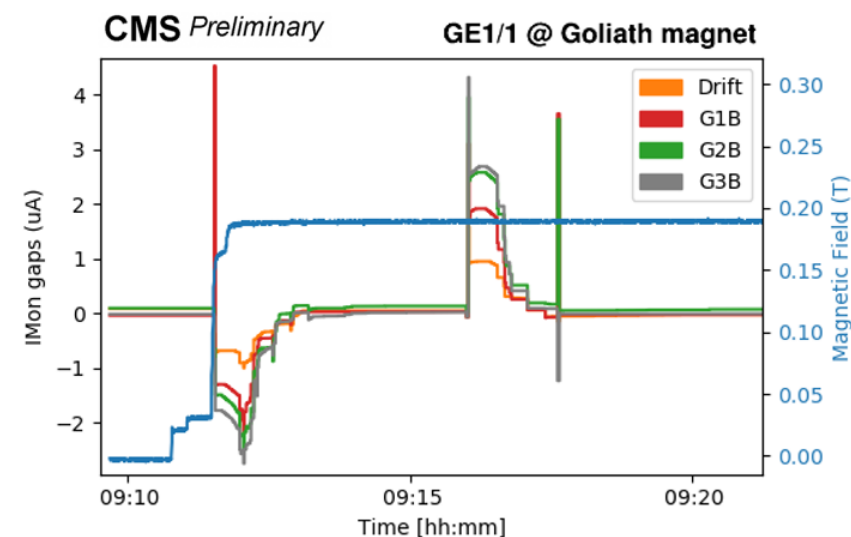 CMS Preliminary GE1/1 @ Goliath magnet
Drift
G1B
G2B
G3B
IMon gaps (uA)
4
3
2
1
0
−1
−2
0.30
0.25
0.20
0.15
0.10
0.05
0.00
Magnetic Field (T)
09:10 09:15 09:20
Time [hh:mm]